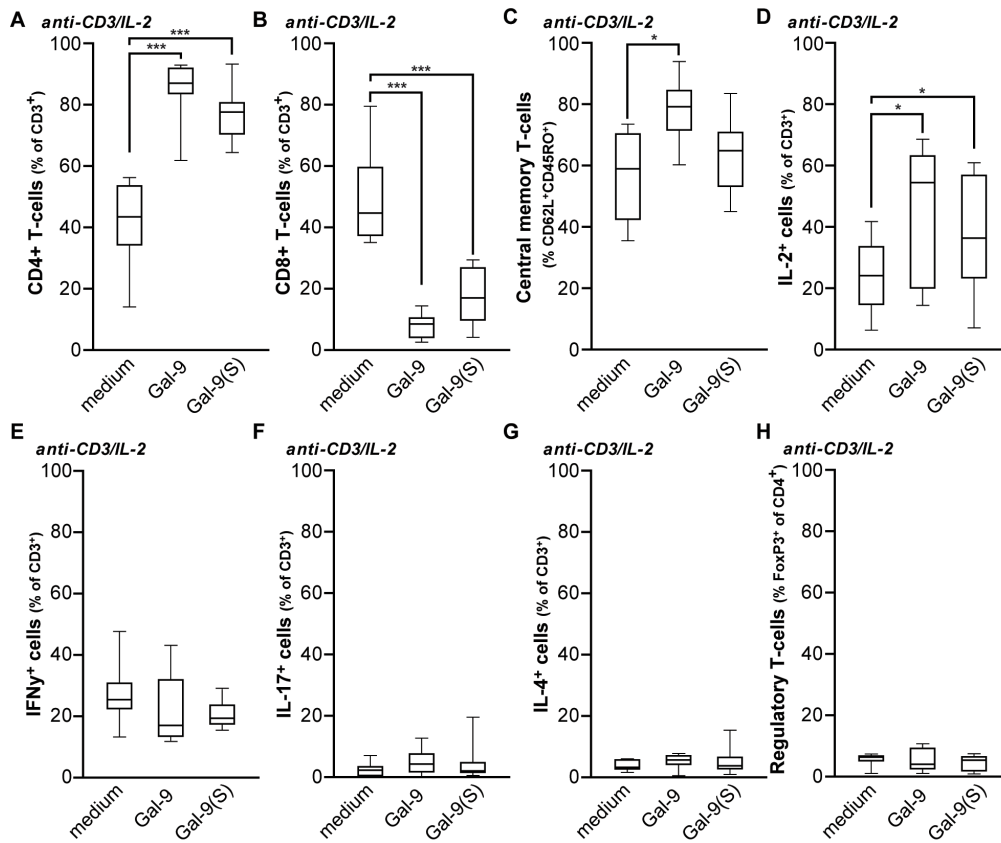 A
anti-CD3/IL-2
CD4+ T-cells (% of CD3⁺)
100
80
60
40
20
0
***
***
medium
Gal-9
Gal-9(S)
B
anti-CD3/IL-2
CD8+ T-cells (% of CD3⁺)
100
80
60
40
20
0
***
***
medium
Gal-9
Gal-9(S)
C
anti-CD3/IL-2
Central memory T-cells
(% CD62L⁺CD45RO⁺)
100
80
60
40
20
0
*
medium
Gal-9
Gal-9(S)
D
anti-CD3/IL-2
IL-2⁺ cells (% of CD3⁺)
100
80
60
40
20
0
*
*
medium
Gal-9
Gal-9(S)
E
anti-CD3/IL-2
IFNy⁺ cells (% of CD3⁺)
100
80
60
40
20
0
medium
Gal-9
Gal-9(S)
F
anti-CD3/IL-2
IL-17⁺ cells (% of CD3⁺)
100
80
60
40
20
0
medium
Gal-9
Gal-9(S)
G
anti-CD3/IL-2
IL-4⁺ cells (% of CD3⁺)
100
80
60
40
20
0
medium
Gal-9
Gal-9(S)
H
anti-CD3/IL-2
Regulatory T-cells (% FoxP3⁺ of CD4⁺)
100
80
60
40
20
0
medium
Gal-9
Gal-9(S)